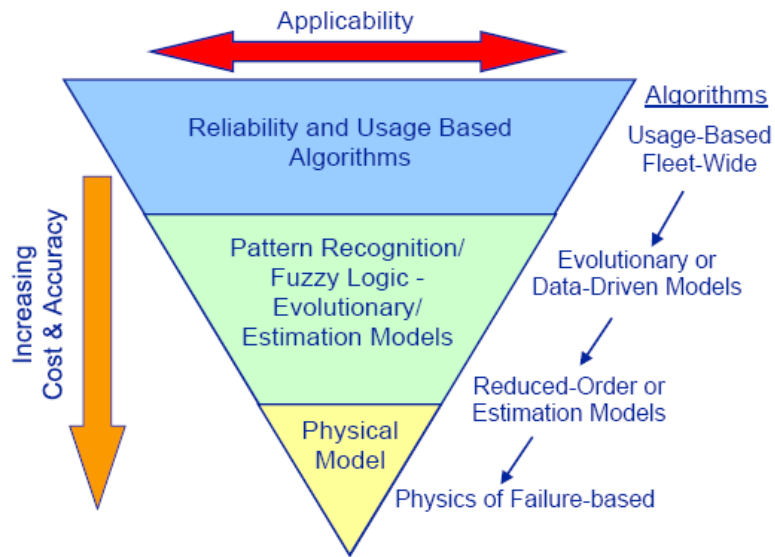 Applicability
Algorithms
Reliability and Usage Based
Algorithms
Usage-Based
Fleet-Wide
Increasing
Cost & Accuracy
Pattern Recognition/
Fuzzy Logic -
Evolutionary/
Estimation Models
Evolutionary or
Data-Driven Models
Reduced-Order or
Estimation Models
Physical
Model
Physics of Failure-based